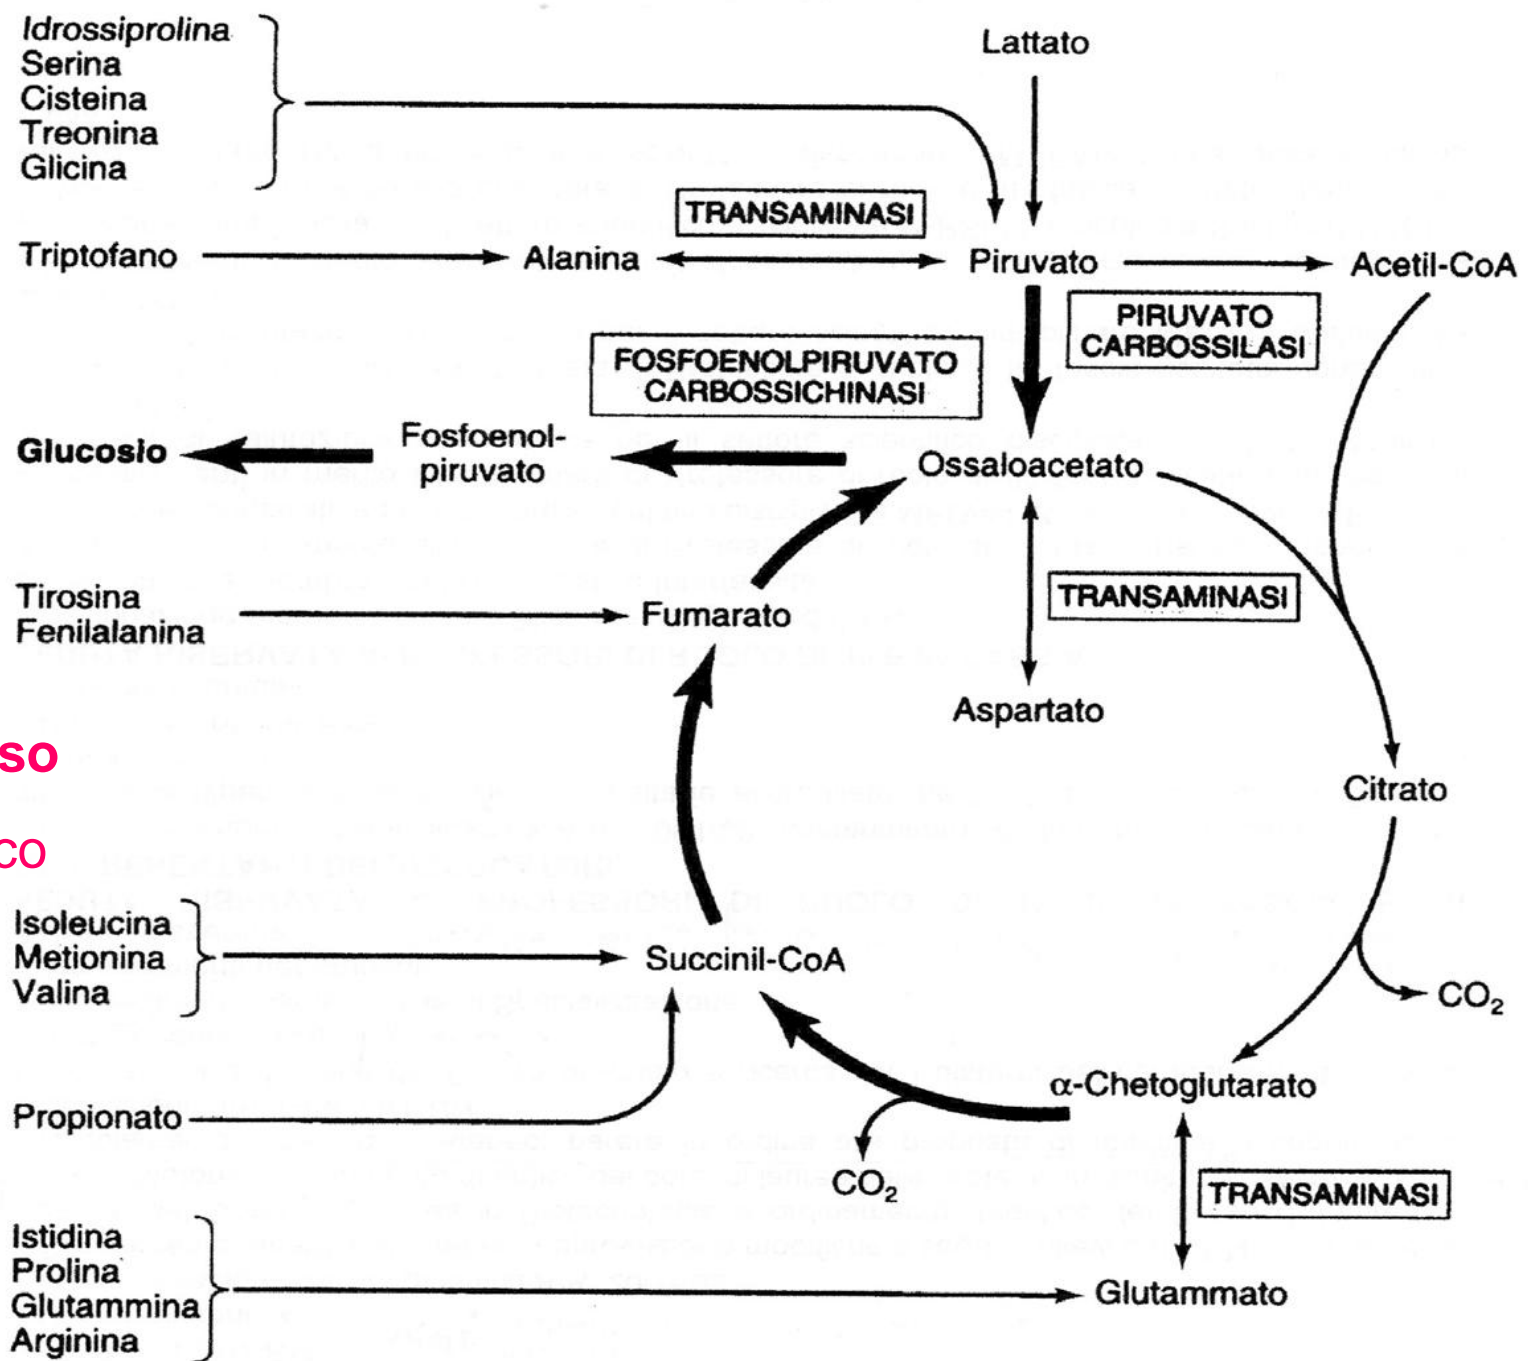 Idrossiprolina
Serina
Cisteina
Treonina
Glicina
Lattato
TRANSAMINASI
Triptofano
Alanina
Piruvato
Acetil-CoA
PIRUVATO
CARBOSSILASI
FOSFOENOLPIRUVATO
CARBOSSICHINASI
Glucosio
Fosfoenol-
piruvato
Ossaloacetato
Tirosina
Fenilalanina
Fumarato
TRANSAMINASI
Aspartato
so
co
Citrato
Isoleucina
Metionina
Valina
Succinil-CoA
CO₂
α-Chetoglutarato
Propionato
CO₂
TRANSAMINASI
Istidina
Prolina
Glutammina
Arginina
Glutammato